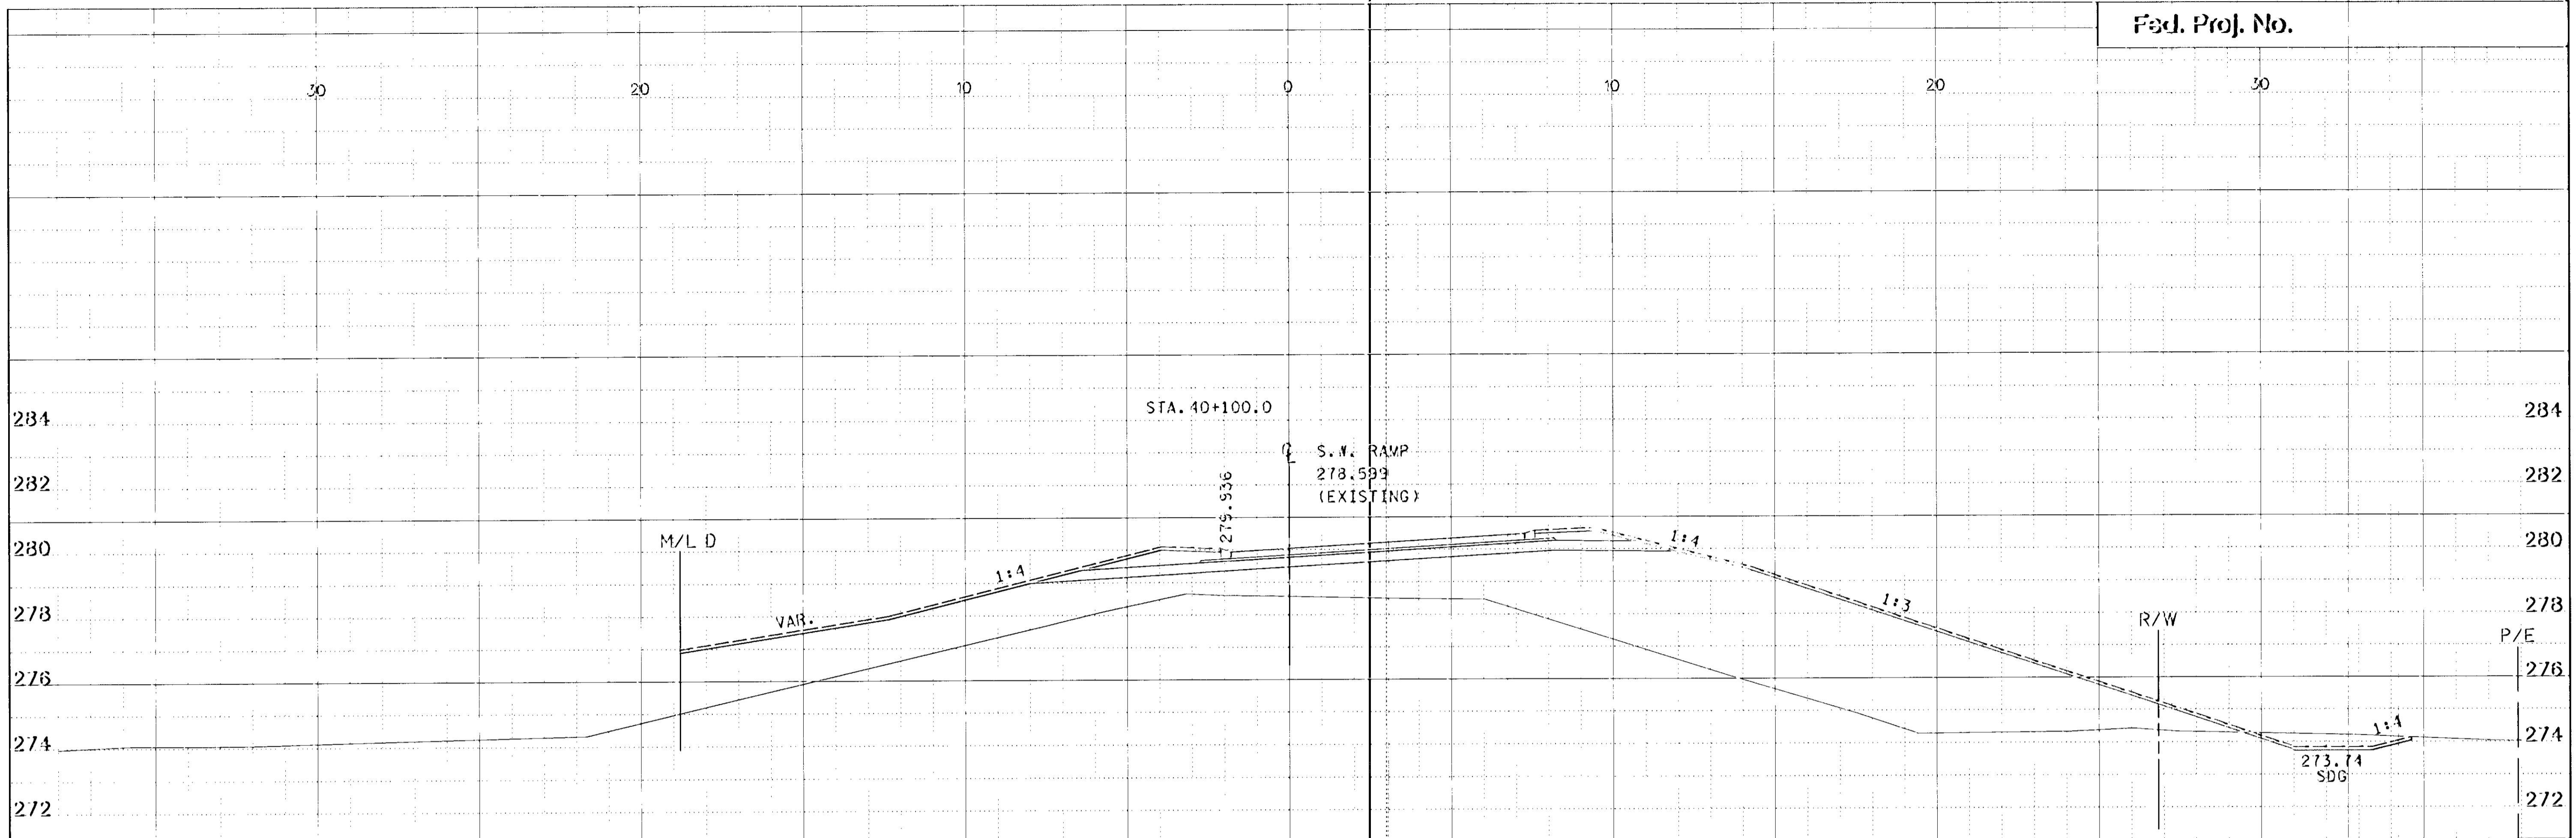 Fed. Proj. No.
30 20 10 0 10 20 30
STA. 40+100.0
284 284
℄ S.W. RAMP
278.599
(EXISTING)
282 282
279.936
280 M/L D 1:4 280
1:4
278 VAR. 1:3 278
R/W
P/E
276 276
274 1:4 274
273.74
SDG
272 272